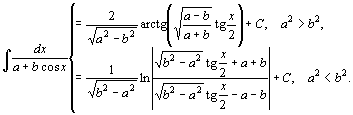 ∫ dx / (a + b cos x) { = 2/√(a² − b²) arctg(√((a − b)/(a + b)) tg x/2) + C, a² > b²,
= 1/√(b² − a²) ln|(√(b² − a²) tg x/2 + a + b)/(√(b² − a²) tg x/2 − a − b)| + C, a² < b².